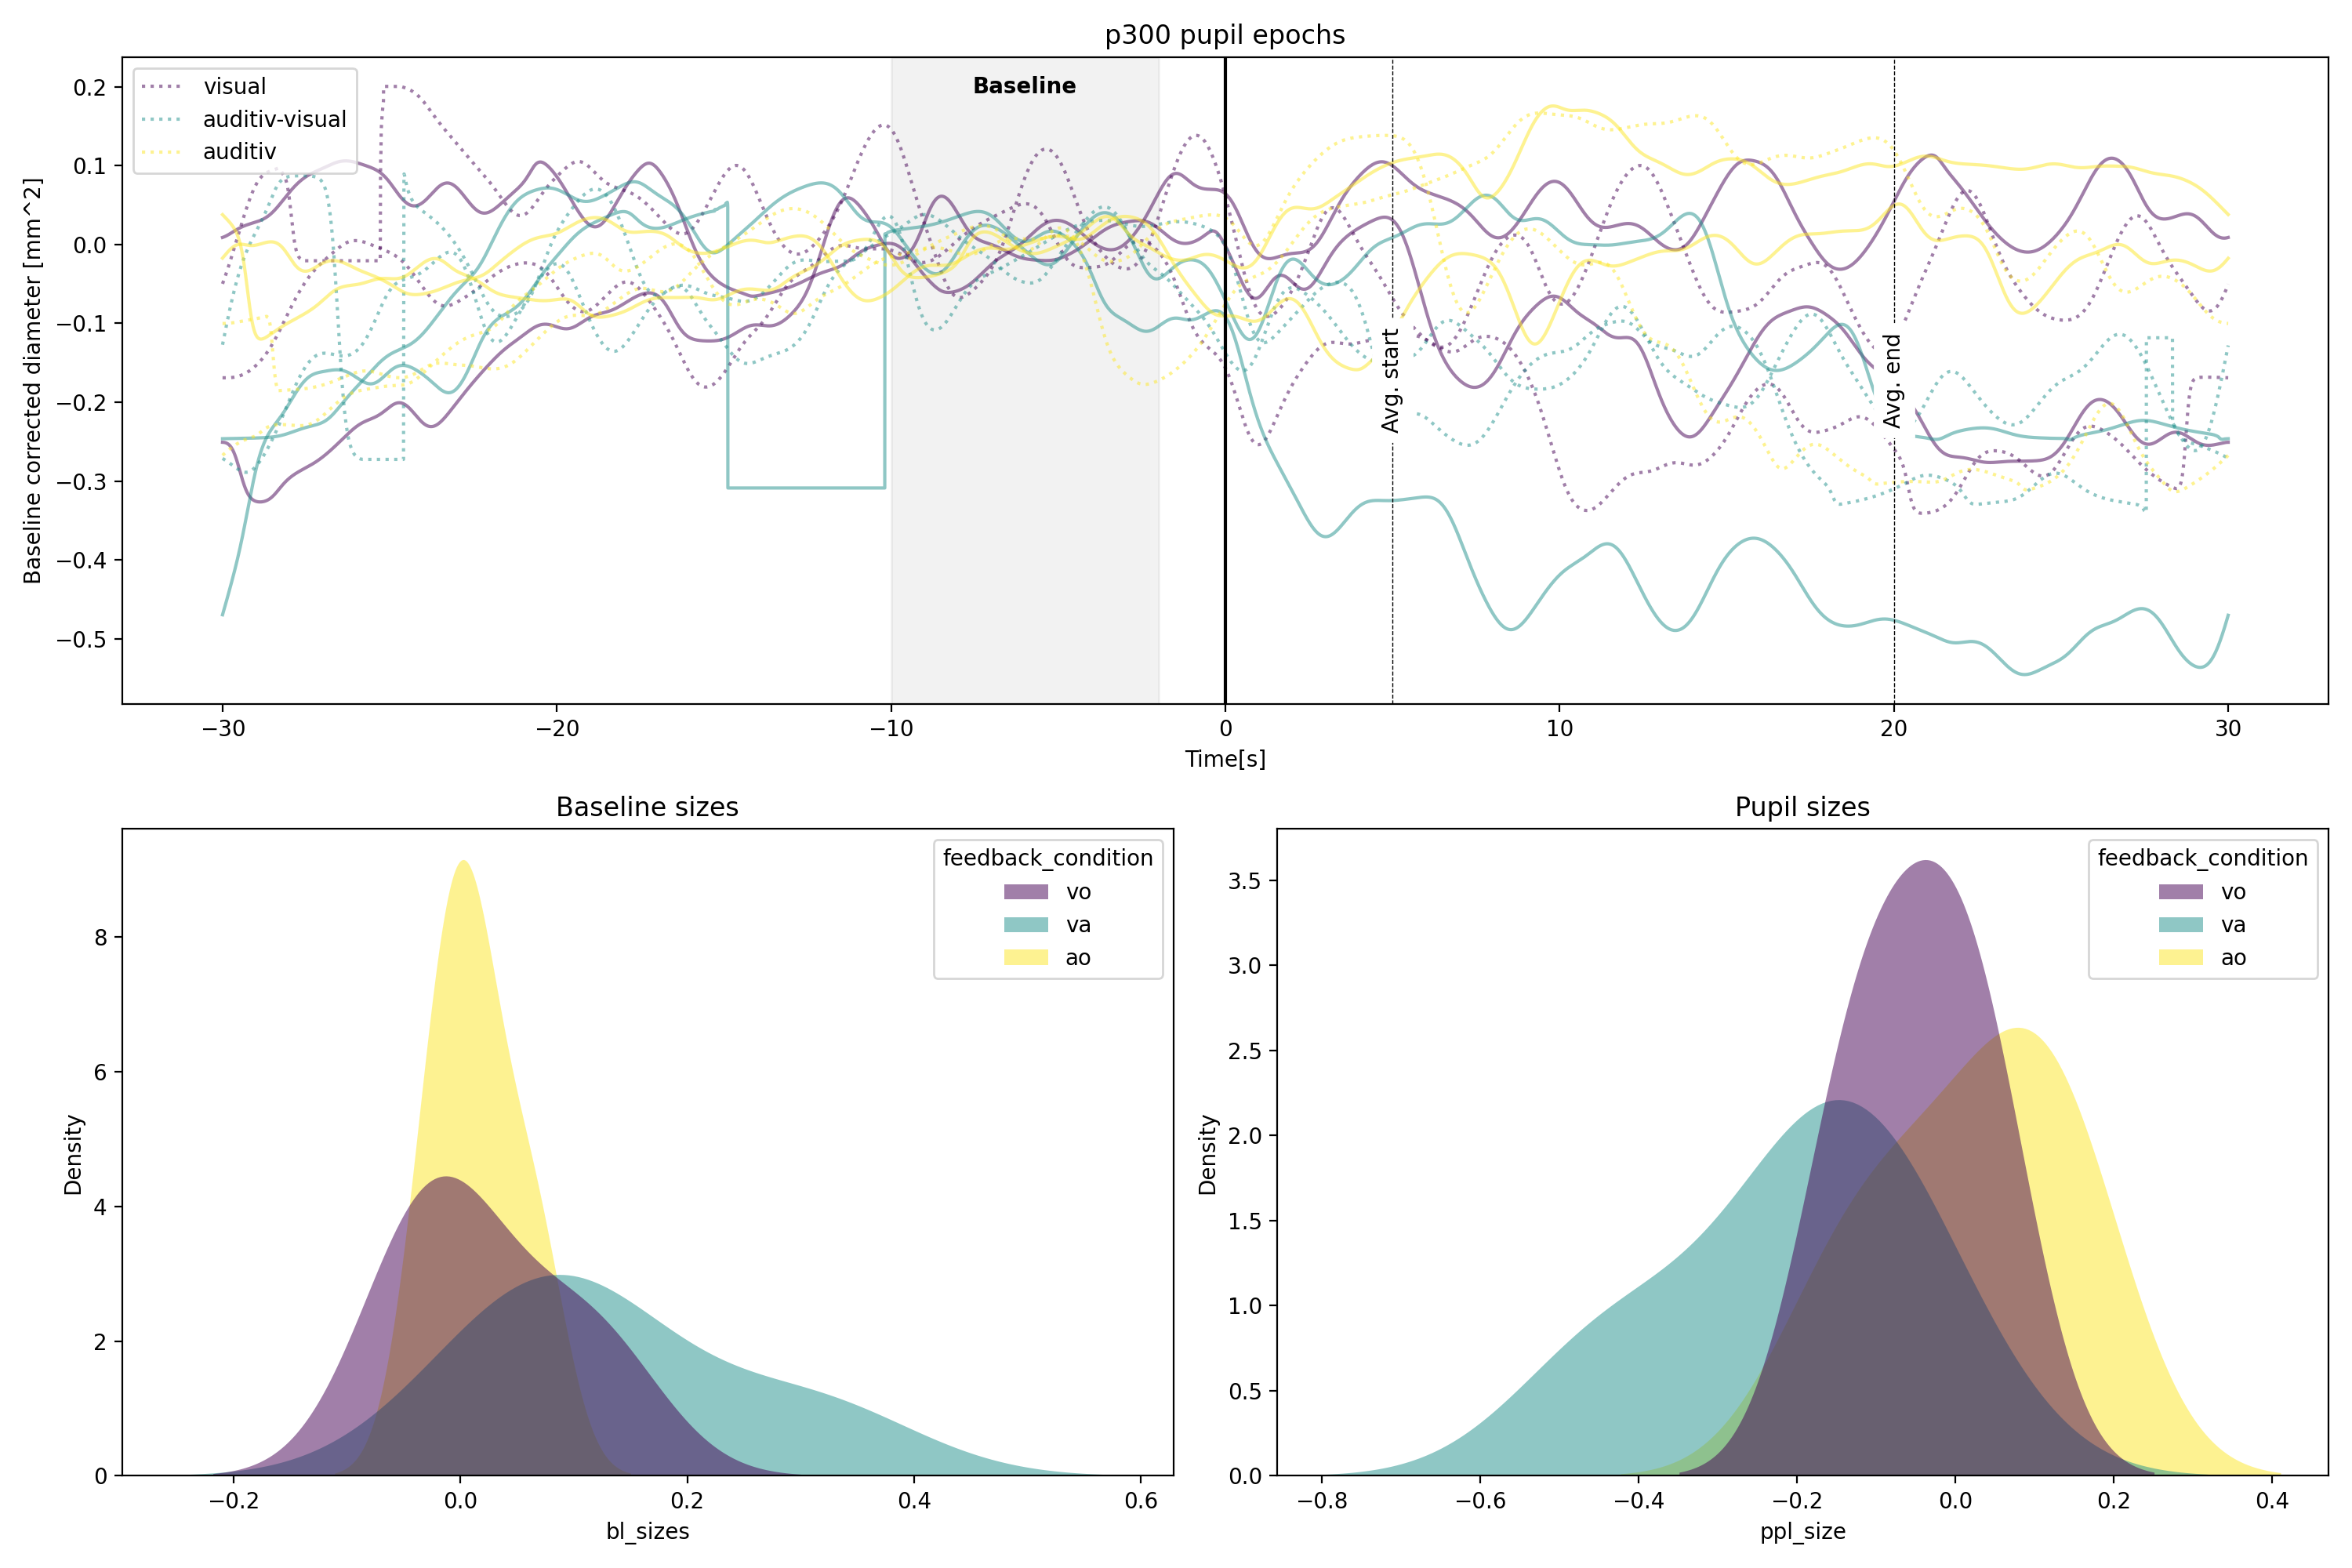 p300 pupil epochs
Baseline corrected diameter [mm^2]
0.2
0.1
0.0
−0.1
−0.2
−0.3
−0.4
−0.5
visual
auditiv-visual
auditiv
Baseline
Avg. start
Avg. end
−30
−20
−10
0
10
20
30
Time[s]
Baseline sizes
Density
8
6
4
2
0
feedback_condition
vo
va
ao
−0.2
0.0
0.2
0.4
0.6
bl_sizes
Pupil sizes
Density
3.5
3.0
2.5
2.0
1.5
1.0
0.5
0.0
feedback_condition
vo
va
ao
−0.8
−0.6
−0.4
−0.2
0.0
0.2
0.4
ppl_size